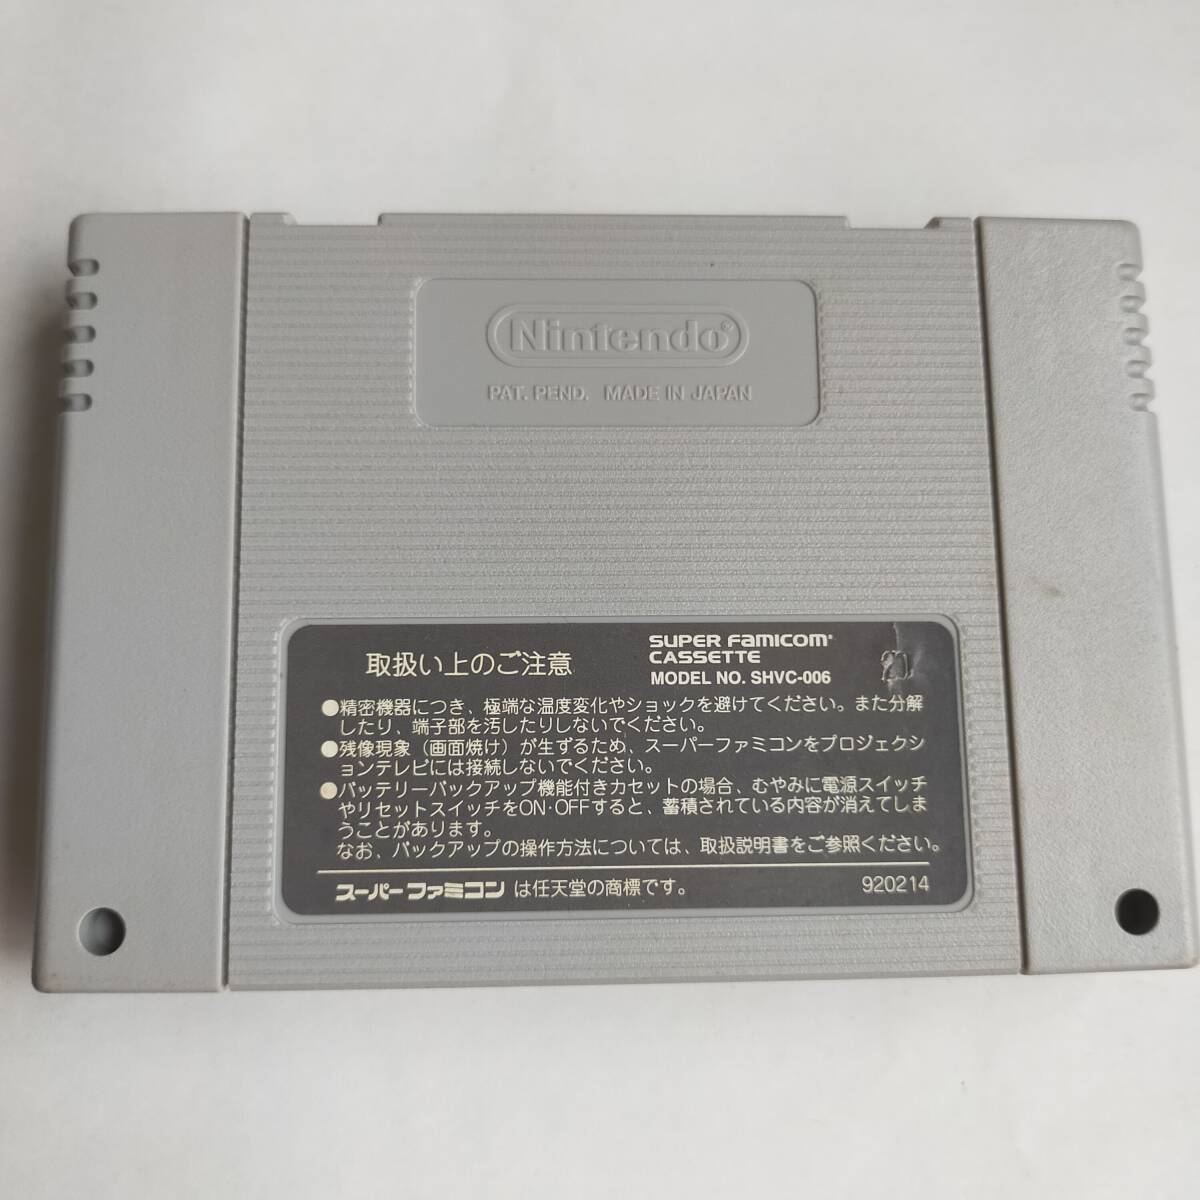 Nintendo®
PAT. PEND. MADE IN JAPAN
取扱い上のご注意
SUPER FAMICOM®
CASSETTE
MODEL NO. SHVC-006
●精密機器につき、極端な温度変化やショックを避けてください。また分解
したり、端子部を汚したりしないでください。
●残像現象（画面焼け）が生ずるため、スーパーファミコンをプロジェクシ
ョンテレビには接続しないでください。
●バッテリーバックアップ機能付きカセットの場合、むやみに電源スイッチ
やリセットスイッチをON·OFFすると、蓄積されている内容が消えてしま
うことがあります。
なお、バックアップの操作方法については、取扱説明書をご参照ください。
スーパーファミコン は任天堂の商標です。
920214